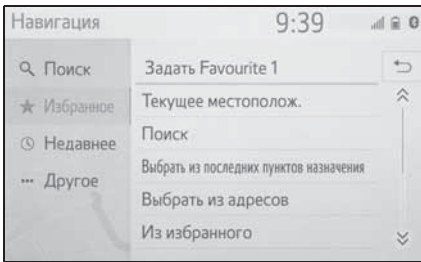 Навигация 9:39
Поиск
Избранное
Недавнее
Другое
Задать Favourite 1
Текущее местополож.
Поиск
Выбрать из последних пунктов назначения
Выбрать из адресов
Из избранного